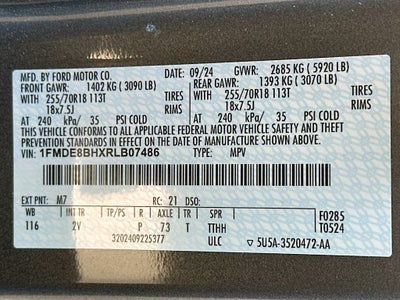 MFD. BY FORD MOTOR CO.
DATE: 09/24 GVWR: 2685 KG ( 5920 LB)
FRONT GAWR: 1402 KG ( 3090 LB)
REAR GAWR: 1393 KG ( 3070 LB)
WITH 255/70R18 113T WITH 255/70R18 113T
TIRES 18x7.5J TIRES 18x7.5J
RIMS RIMS
AT 240 kPa/ 35 PSI COLD AT 240 kPa/ 35 PSI COLD
THIS VEHICLE CONFORMS TO ALL APPLICABLE FEDERAL MOTOR VEHICLE SAFETY AND THEFT
PREVENTION STANDARDS IN EFFECT ON THE DATE OF MANUFACTURE SHOWN ABOVE.
VIN: 1FMDE8BHXRLB07486 TYPE: MPV
EXT PNT: M7 RC: 21 DSO:
WB INT TR TP/PS R AXLE TR SPR F0285
116 2V P 73 T TTHH T0524
3202409225377 ULC 5U5A-3520472-AA